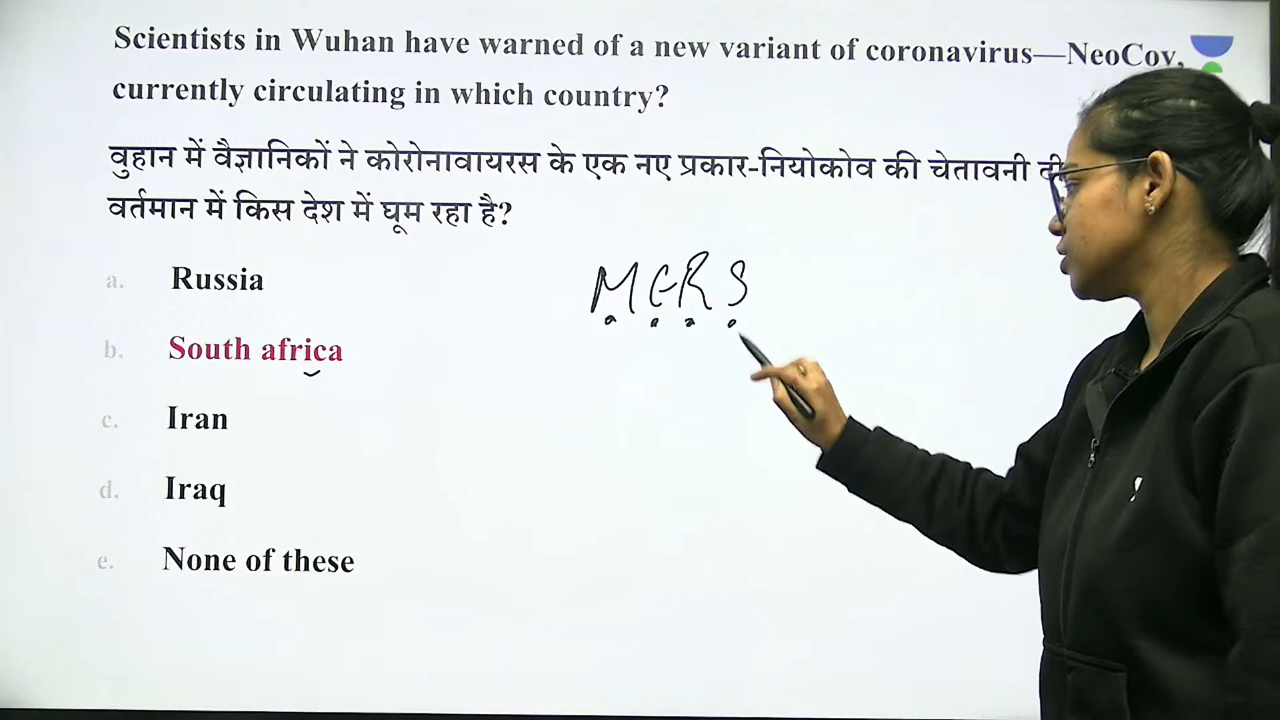 Scientists in Wuhan have warned of a new variant of coronavirus—NeoCov,
currently circulating in which country?
वुहान में वैज्ञानिकों ने कोरोनावायरस के एक नए प्रकार-नियोकोव की चेतावनी दी
वर्तमान में किस देश में घूम रहा है?
a. Russia
MERS
b. South africa
c. Iran
d. Iraq
e. None of these